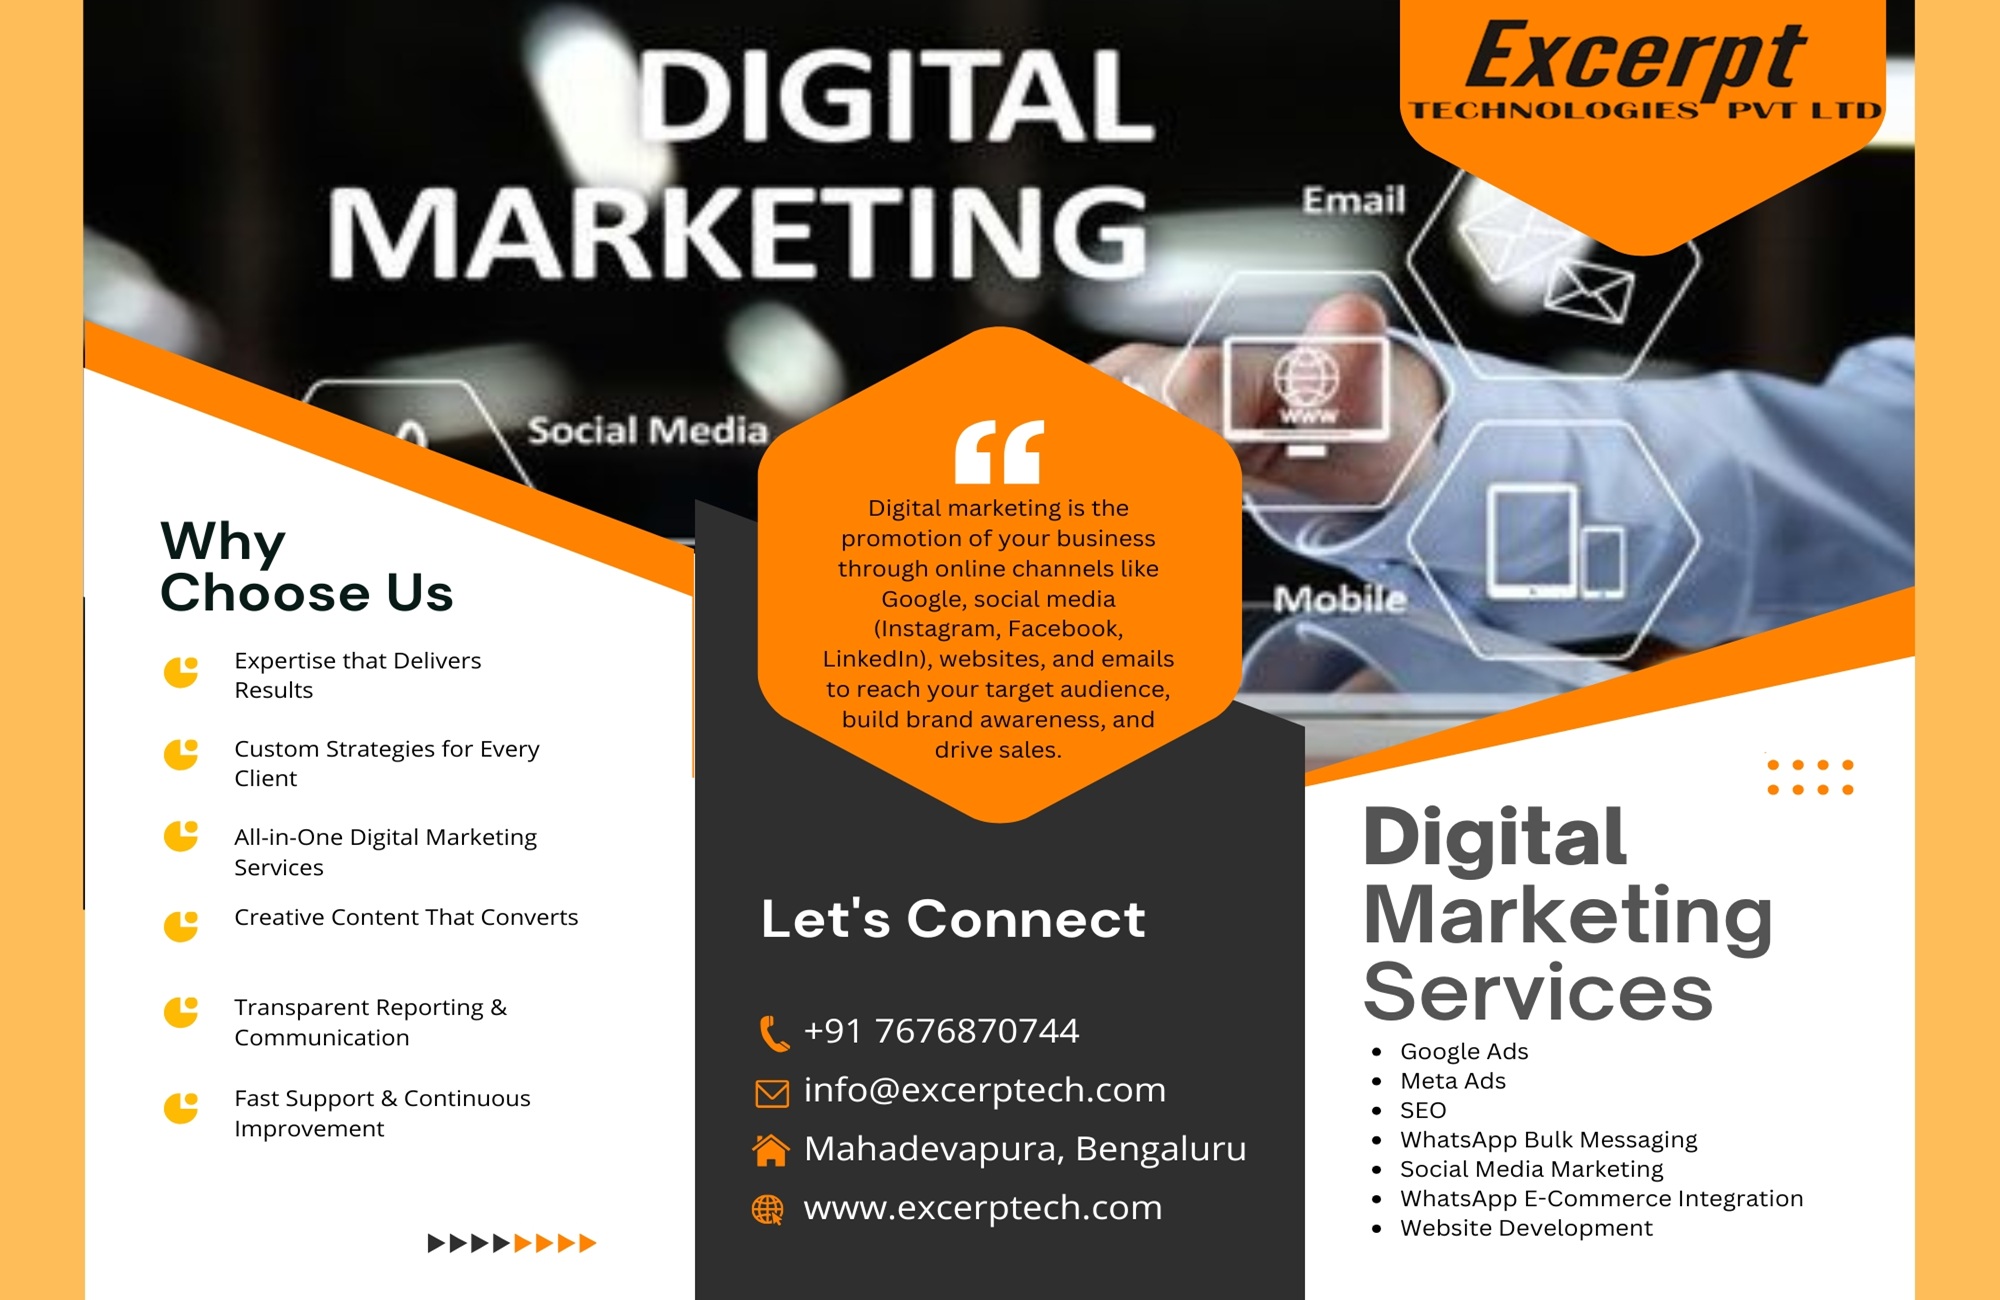 DIGITAL
MARKETING
Excerpt
TECHNOLOGIES PVT LTD
Email
www
Social Media
Mobile
Digital marketing is the
promotion of your business
through online channels like
Google, social media
(Instagram, Facebook,
LinkedIn), websites, and emails
to reach your target audience,
build brand awareness, and
drive sales.
Why
Choose Us
Expertise that Delivers
Results
Custom Strategies for Every
Client
All-in-One Digital Marketing
Services
Creative Content That Converts
Transparent Reporting &
Communication
Fast Support & Continuous
Improvement
Let's Connect
+91 7676870744
info@excerptech.com
Mahadevapura, Bengaluru
www.excerptech.com
Digital
Marketing
Services
• Google Ads
• Meta Ads
• SEO
• WhatsApp Bulk Messaging
• Social Media Marketing
• WhatsApp E-Commerce Integration
• Website Development